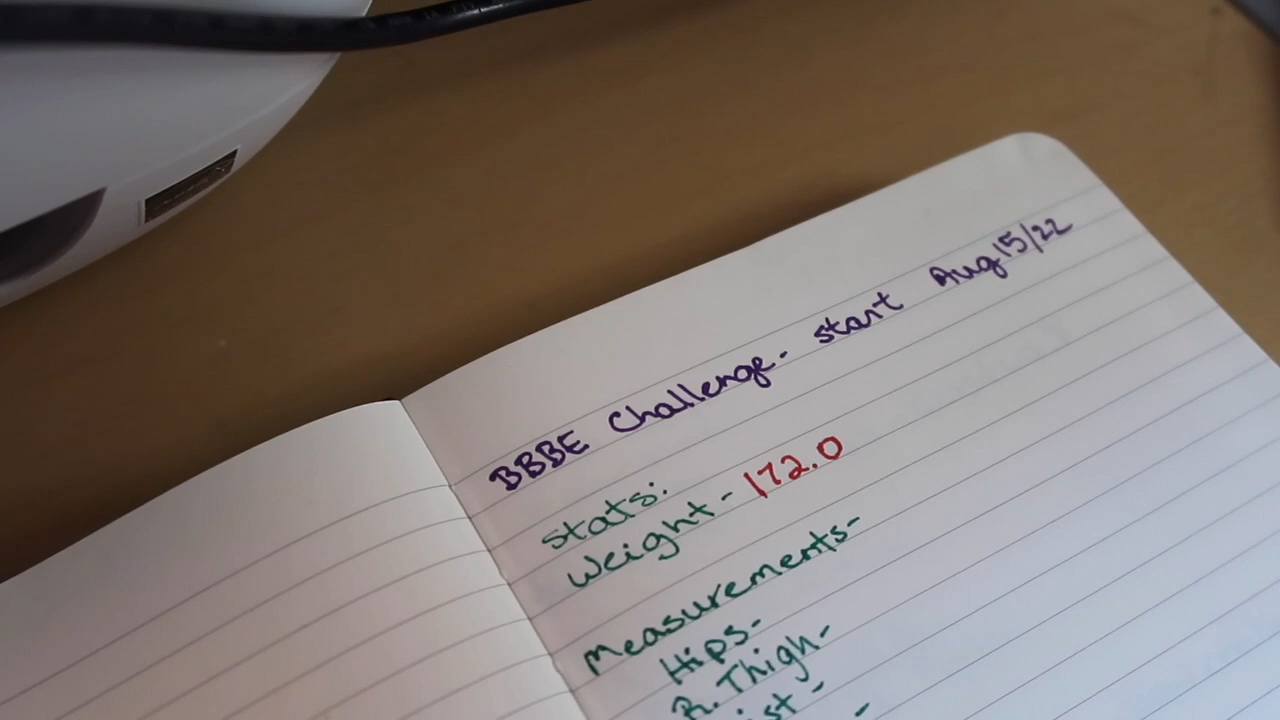 BBBE Challenge - start Aug 15/22
stats:
Weight - 172.0
Measurements-
Hips-
R. Thigh-
-
-